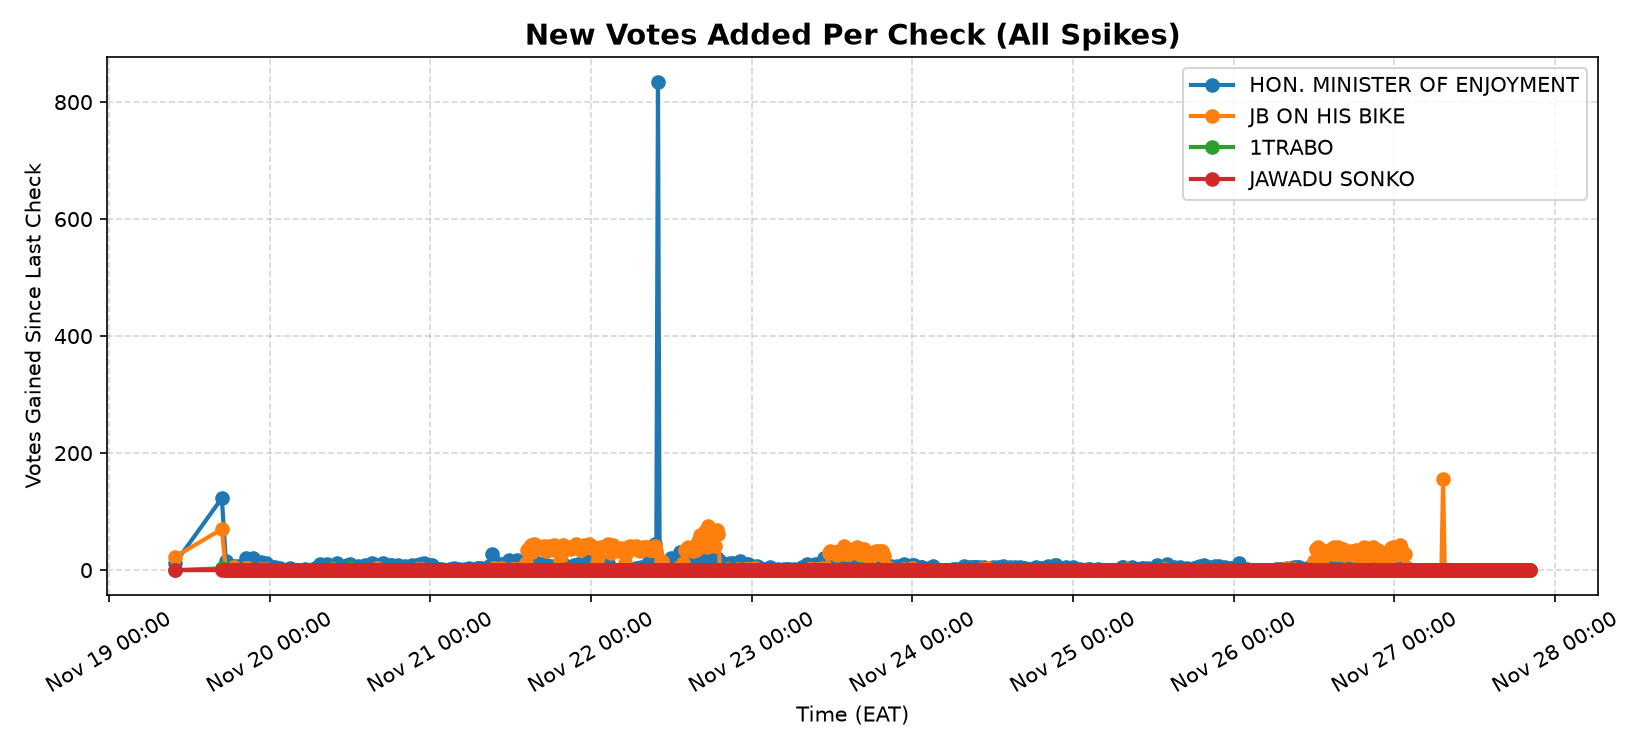 New Votes Added Per Check (All Spikes)
HON. MINISTER OF ENJOYMENT
JB ON HIS BIKE
1TRABO
JAWADU SONKO
Votes Gained Since Last Check
800
600
400
200
0
Nov 19 00:00
Nov 20 00:00
Nov 21 00:00
Nov 22 00:00
Nov 23 00:00
Nov 24 00:00
Nov 25 00:00
Nov 26 00:00
Nov 27 00:00
Nov 28 00:00
Time (EAT)